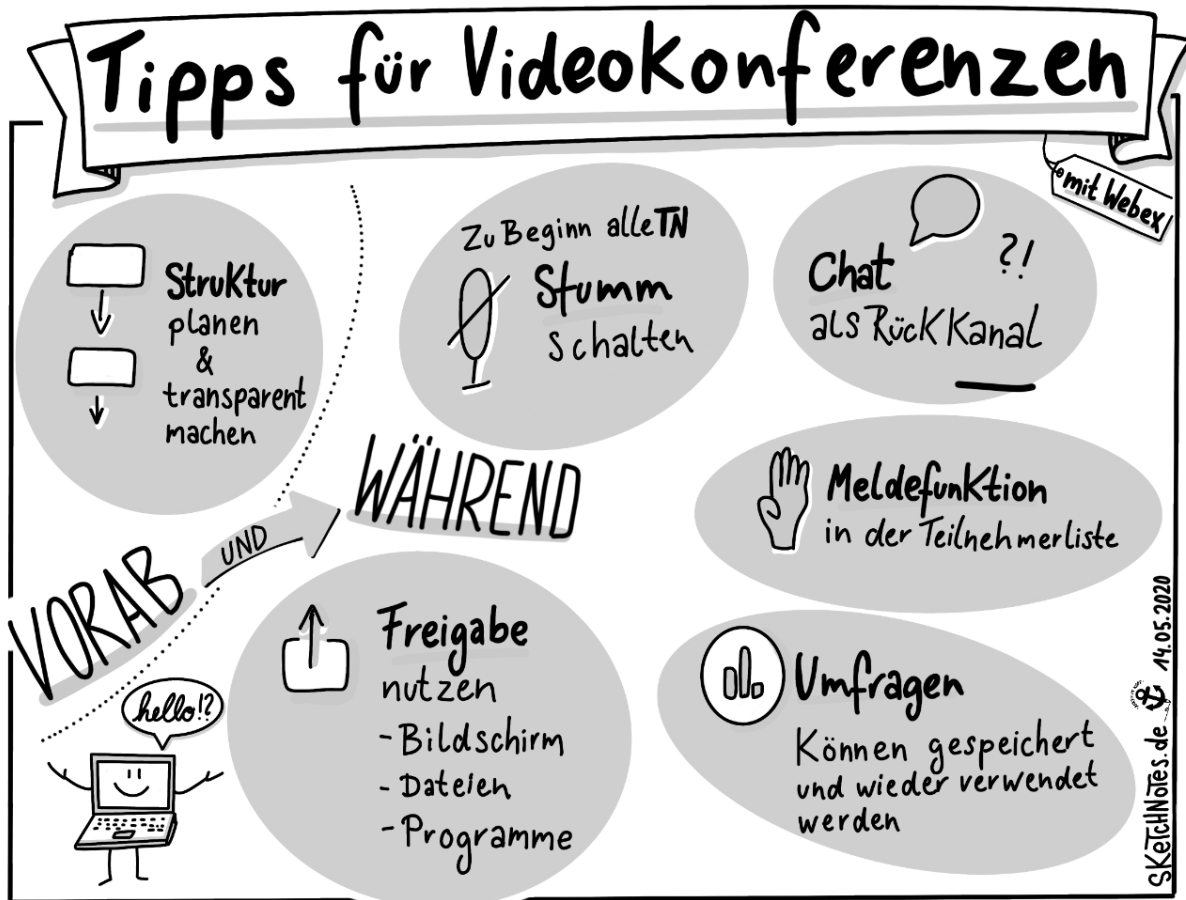 Tipps für Videokonferenzen
mit Webex
Struktur
planen
&
transparent
machen
Zu Beginn alle TN
Stumm
schalten
?!
Chat
als Rückkanal
VORAB
UND
WÄHREND
Meldefunktion
in der Teilnehmerliste
Freigabe
nutzen
- Bildschirm
- Dateien
- Programme
Umfragen
Können gespeichert
und wieder verwendet
werden
hello!?
SKETCHNOTES.de 14.05.2020